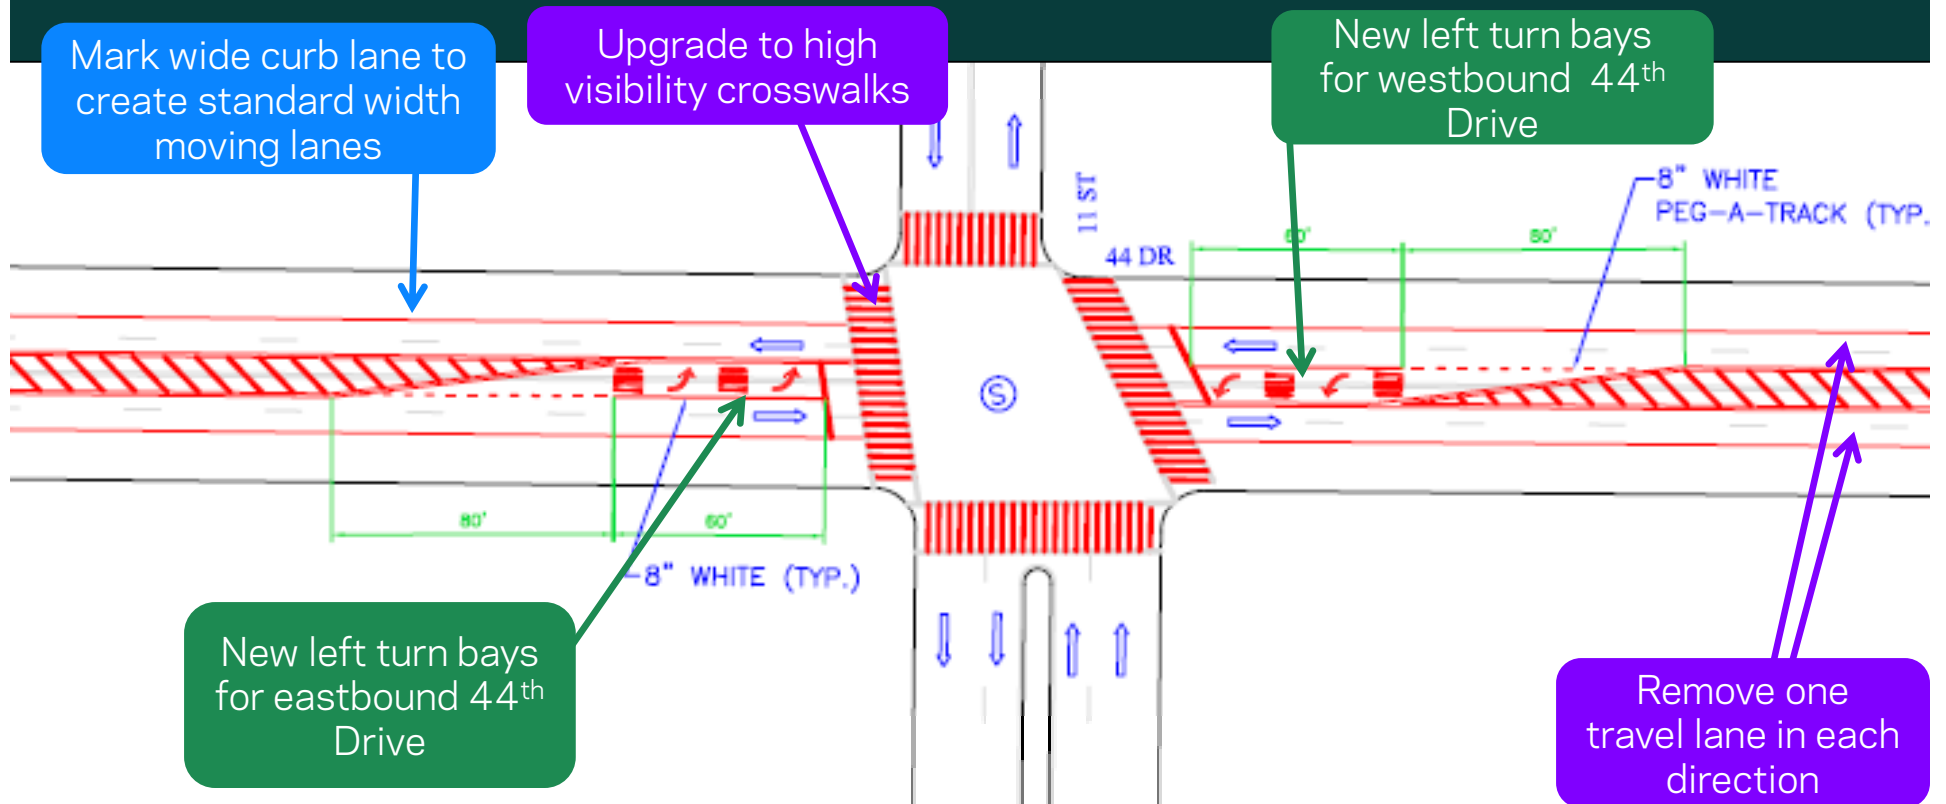 Mark wide curb lane to
create standard width
moving lanes
Upgrade to high
visibility crosswalks
New left turn bays
for westbound 44th
Drive
11 ST
44 DR
8" WHITE
PEG-A-TRACK (TYP.
60'
80'
S
80'
60'
8" WHITE (TYP.)
New left turn bays
for eastbound 44th
Drive
Remove one
travel lane in each
direction